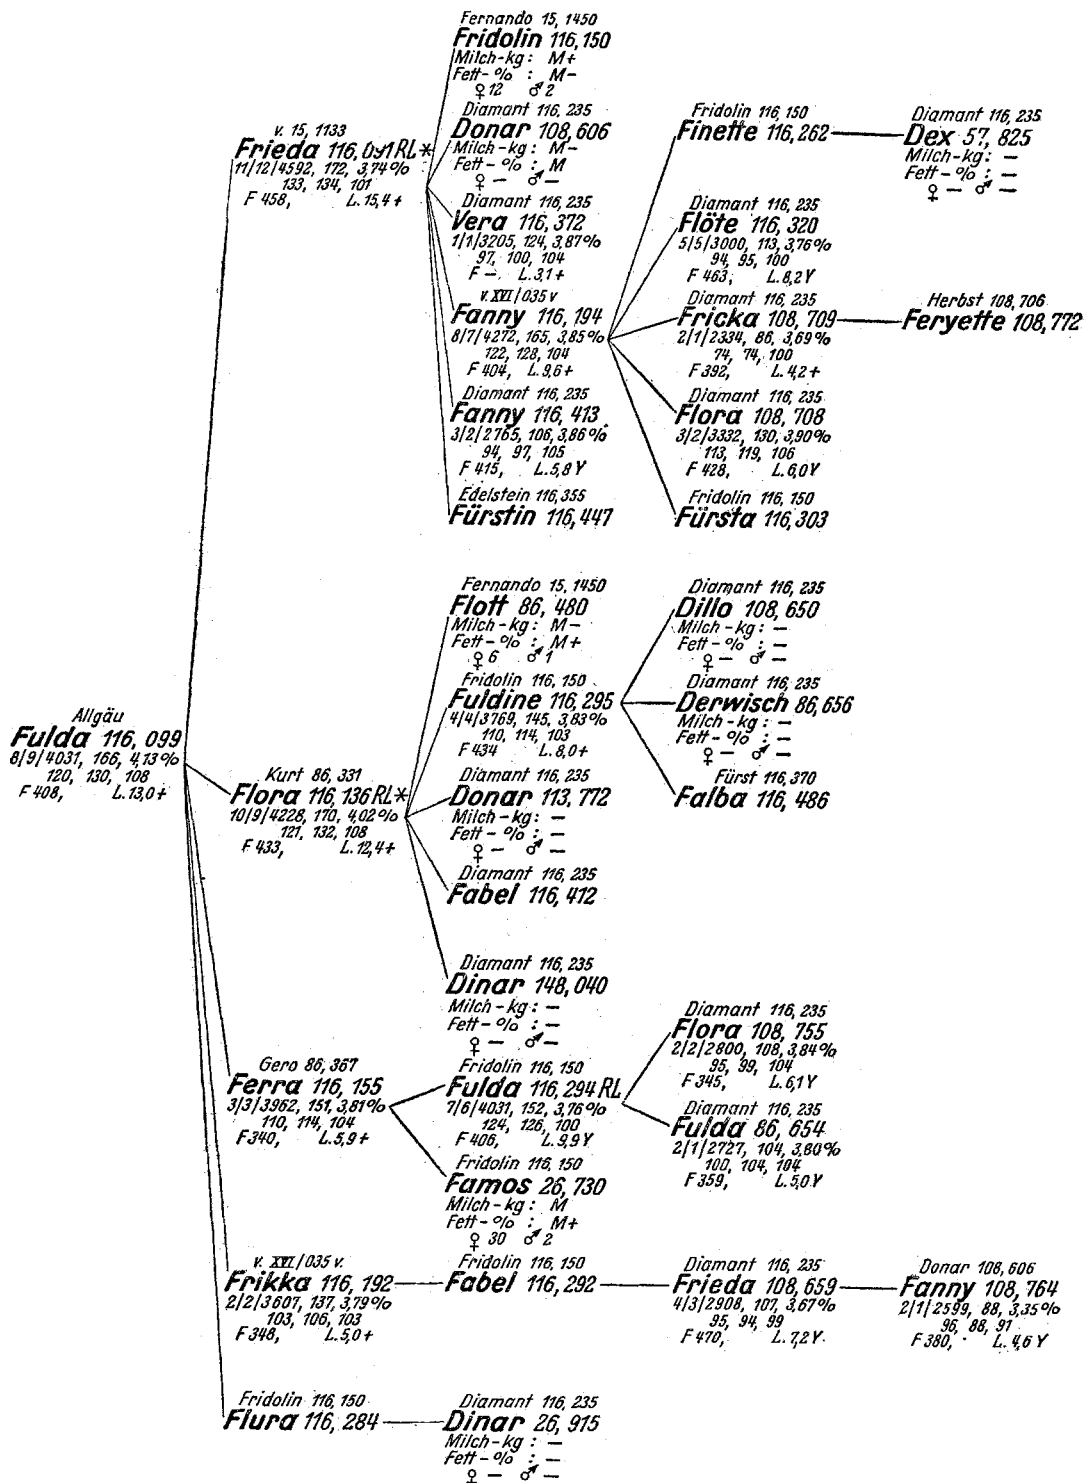 Allgäu
Fulda 116,099
8/9/4031, 166, 4,13%
120, 130, 108
F 408, L. 13,0+
v. 15, 1133
Frieda 116,091 RL*
11/12/4592, 172, 3,74%
133, 134, 101
F 458, L. 15,4+
Fernando 15, 1450
Fridolin 116,150
Milch-kg: M+
Fett-% : M-
♀ 12 ♂ 2
Diamant 116, 235
Donar 108,606
Milch-kg: M-
Fett-% : M
♀ — ♂ —
Diamant 116, 235
Vera 116,372
1/1/3205, 124, 3,87%
97, 100, 104
F —, L. 3,1+
v. XVI/035 v
Fanny 116,194
8/7/4272, 165, 3,85%
122, 128, 104
F 404, L. 9,6+
Diamant 116, 235
Fanny 116,413
3/2/2765, 106, 3,86%
94, 97, 105
F 415, L. 5,8 Y
Edelstein 116,355
Fürstin 116,447
Fridolin 116, 150
Finette 116,262
Diamant 116, 235
Dex 57,825
Milch-kg: —
Fett-% : —
♀ — ♂ —
Diamant 116, 235
Flöte 116,320
5/5/3000, 113, 3,76%
94, 95, 100
F 463, L. 8,2 Y
Diamant 116, 235
Fricka 108,709
2/1/2334, 86, 3,69%
74, 74, 100
F 392, L. 4,2+
Herbst 108,706
Feryette 108,772
Diamant 116, 235
Flora 108,708
3/2/3332, 130, 3,90%
113, 119, 106
F 428, L. 6,0 Y
Fridolin 116, 150
Fürsta 116,303
Kurt 86,331
Flora 116,136 RL*
10/9/4228, 170, 4,02%
121, 132, 108
F 433, L. 12,4+
Fernando 15, 1450
Flott 86,480
Milch-kg: M-
Fett-% : M+
♀ 6 ♂ 1
Fridolin 116, 150
Fuldine 116,295
4/4/3769, 145, 3,83%
110, 114, 103
F 434 L. 8,0+
Diamant 116, 235
Donar 113,772
Milch-kg: —
Fett-% : —
♀ — ♂ —
Diamant 116, 235
Fabel 116,412
Diamant 116, 235
Dinar 148,040
Milch-kg: —
Fett-% : —
♀ — ♂ —
Diamant 116, 235
Dillo 108,650
Milch-kg: —
Fett-% : —
♀ — ♂ —
Diamant 116, 235
Derwisch 86,656
Milch-kg: —
Fett-% : —
♀ — ♂ —
Fürst 116,370
Falba 116,486
Gero 86,367
Ferra 116,155
3/3/3962, 151, 3,81%
110, 114, 104
F 340, L. 5,9+
Fridolin 116, 150
Fulda 116,294 RL
7/6/4031, 152, 3,76%
124, 126, 100
F 406, L. 9,9 Y
Fridolin 116, 150
Famos 26,730
Milch-kg: M
Fett-% : M+
♀ 30 ♂ 2
Diamant 116, 235
Flora 108,755
2/2/2800, 108, 3,84%
95, 99, 104
F 345, L. 6,1 Y
Diamant 116, 235
Fulda 86,654
2/1/2727, 104, 3,80%
100, 104, 104
F 359, L. 5,0 Y
v. XVI/035 v.
Frikka 116,192
2/2/3607, 137, 3,79%
103, 106, 103
F 348, L. 5,0+
Fridolin 116, 150
Fabel 116,292
Diamant 116, 235
Frieda 108,659
4/3/2908, 107, 3,67%
95, 94, 99
F 470, L. 7,2 Y
Donar 108,606
Fanny 108,764
2/1/2599, 88, 3,35%
96, 88, 91
F 380, L. 4,6 Y
Fridolin 116, 150
Flura 116,284
Diamant 116, 235
Dinar 26,915
Milch-kg: —
Fett-% : —
♀ — ♂ —